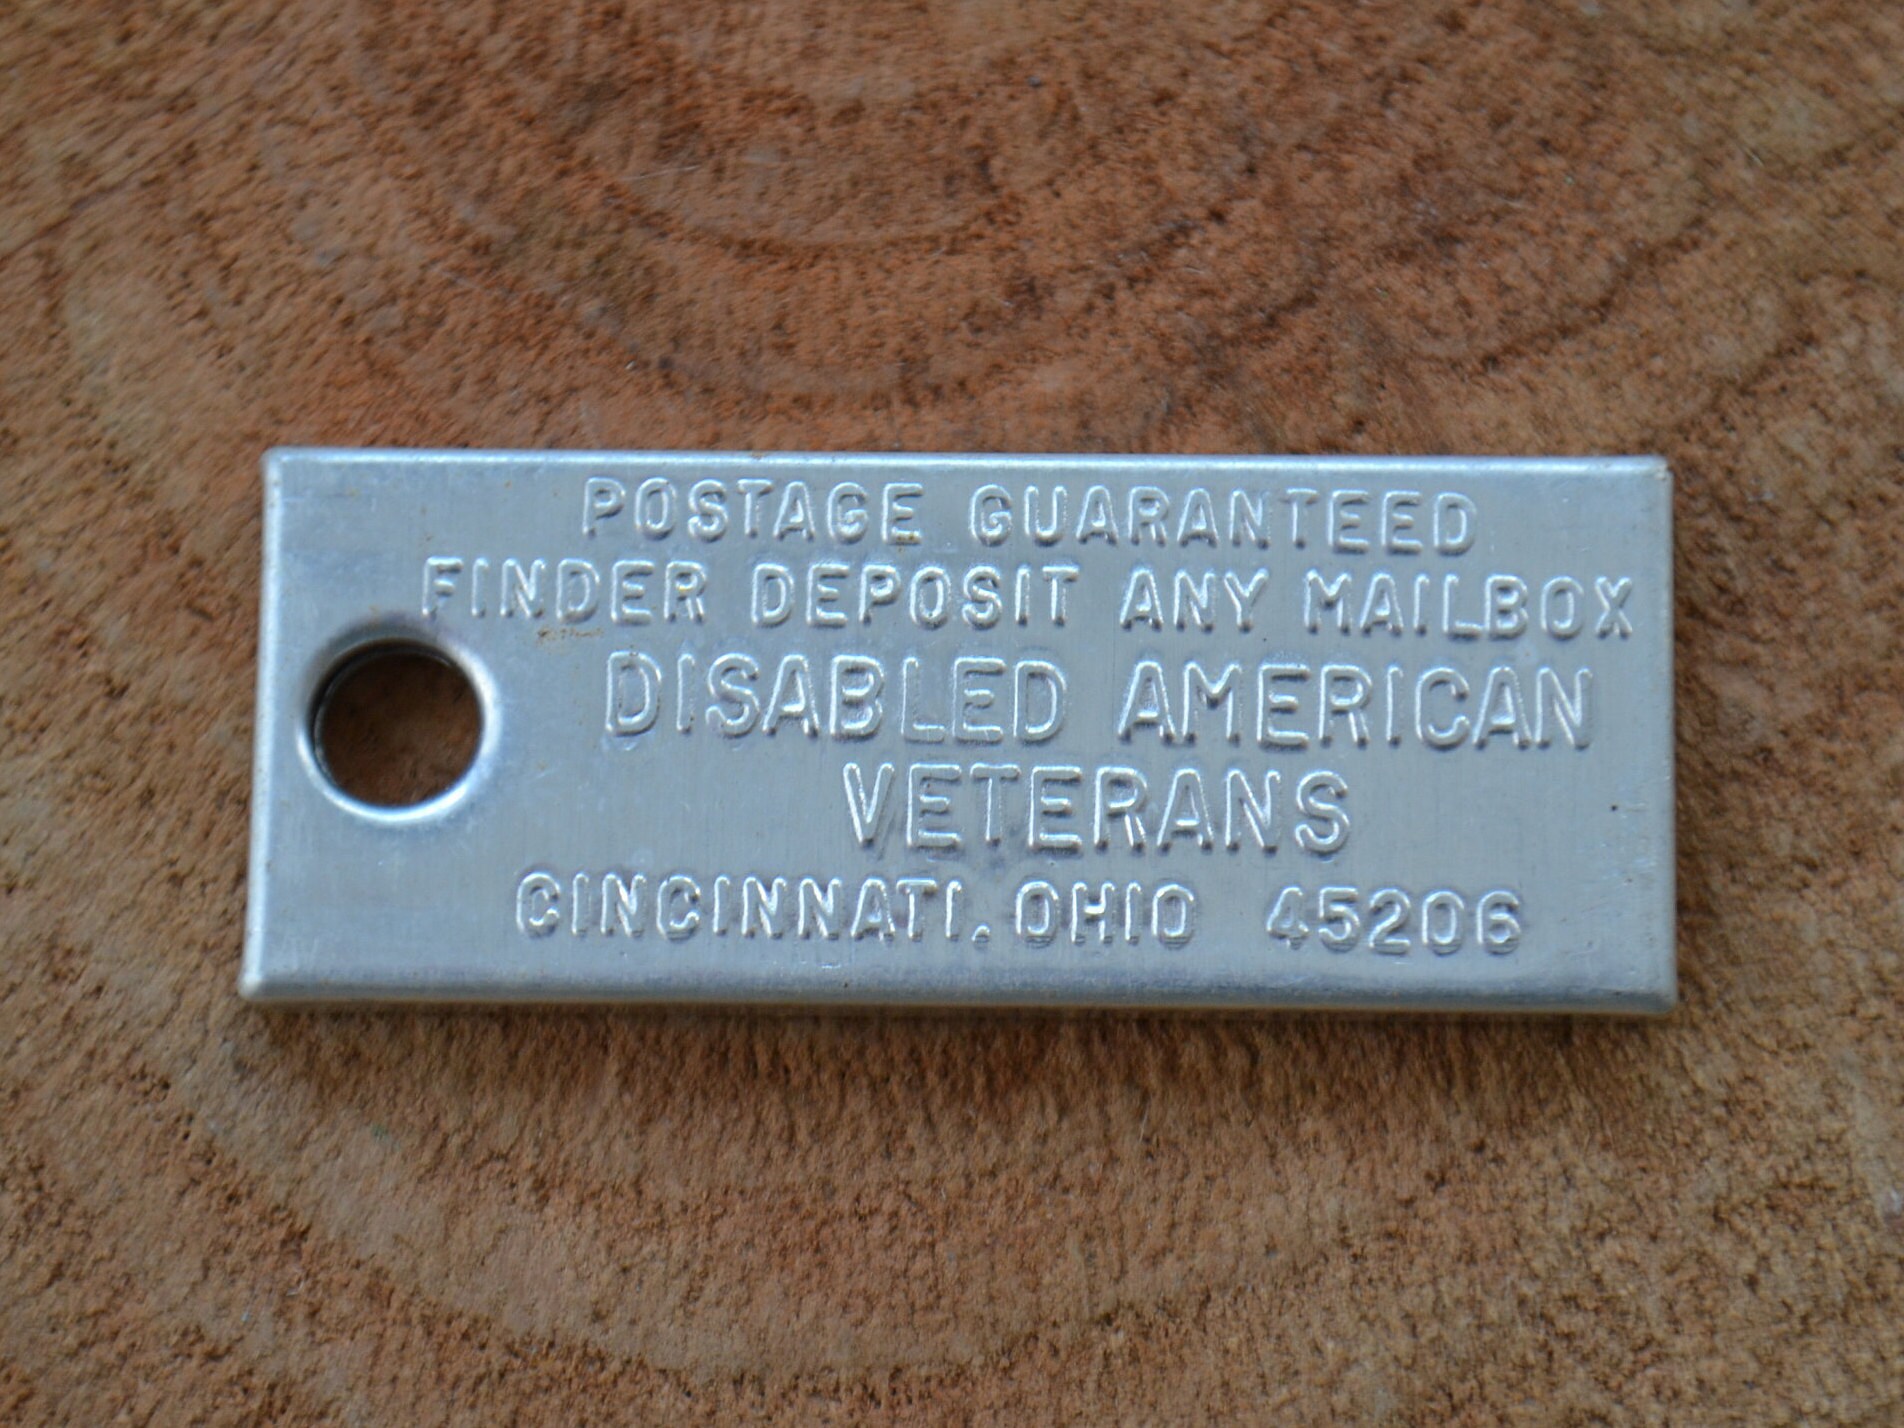 POSTAGE GUARANTEED
FINDER DEPOSIT ANY MAILBOX
DISABLED AMERICAN
VETERANS
CINCINNATI. OHIO 45206